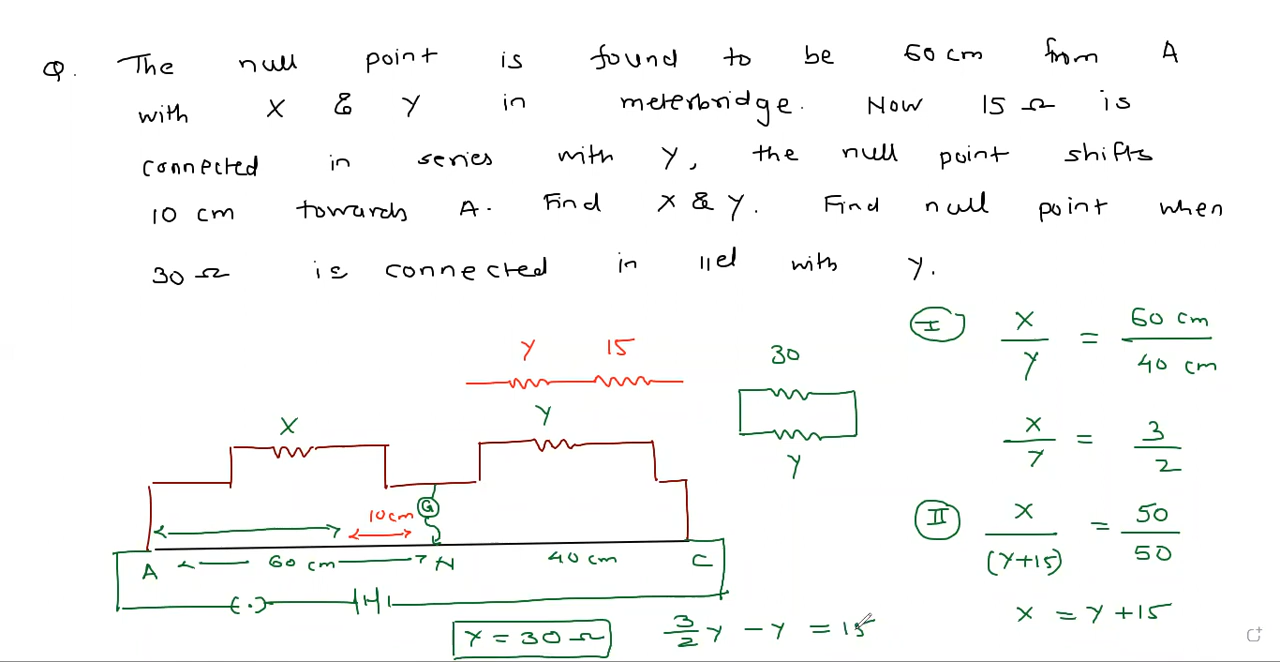 Q. The null point is found to be 60 cm from A
with X & Y in meterbridge. Now 15 Ω is
connected in series with Y, the null point shifts
10 cm towards A. Find X & Y. Find null point when
30 Ω is connected in llel with Y.
I X/Y = 60 cm/40 cm
Y 15
30
X
Y
Y
X/Y = 3/2
10cm
G
II X/(Y+15) = 50/50
A 60 cm N 40 cm C
(.)
X = Y + 15
Y = 30 Ω
3/2 Y - Y = 15